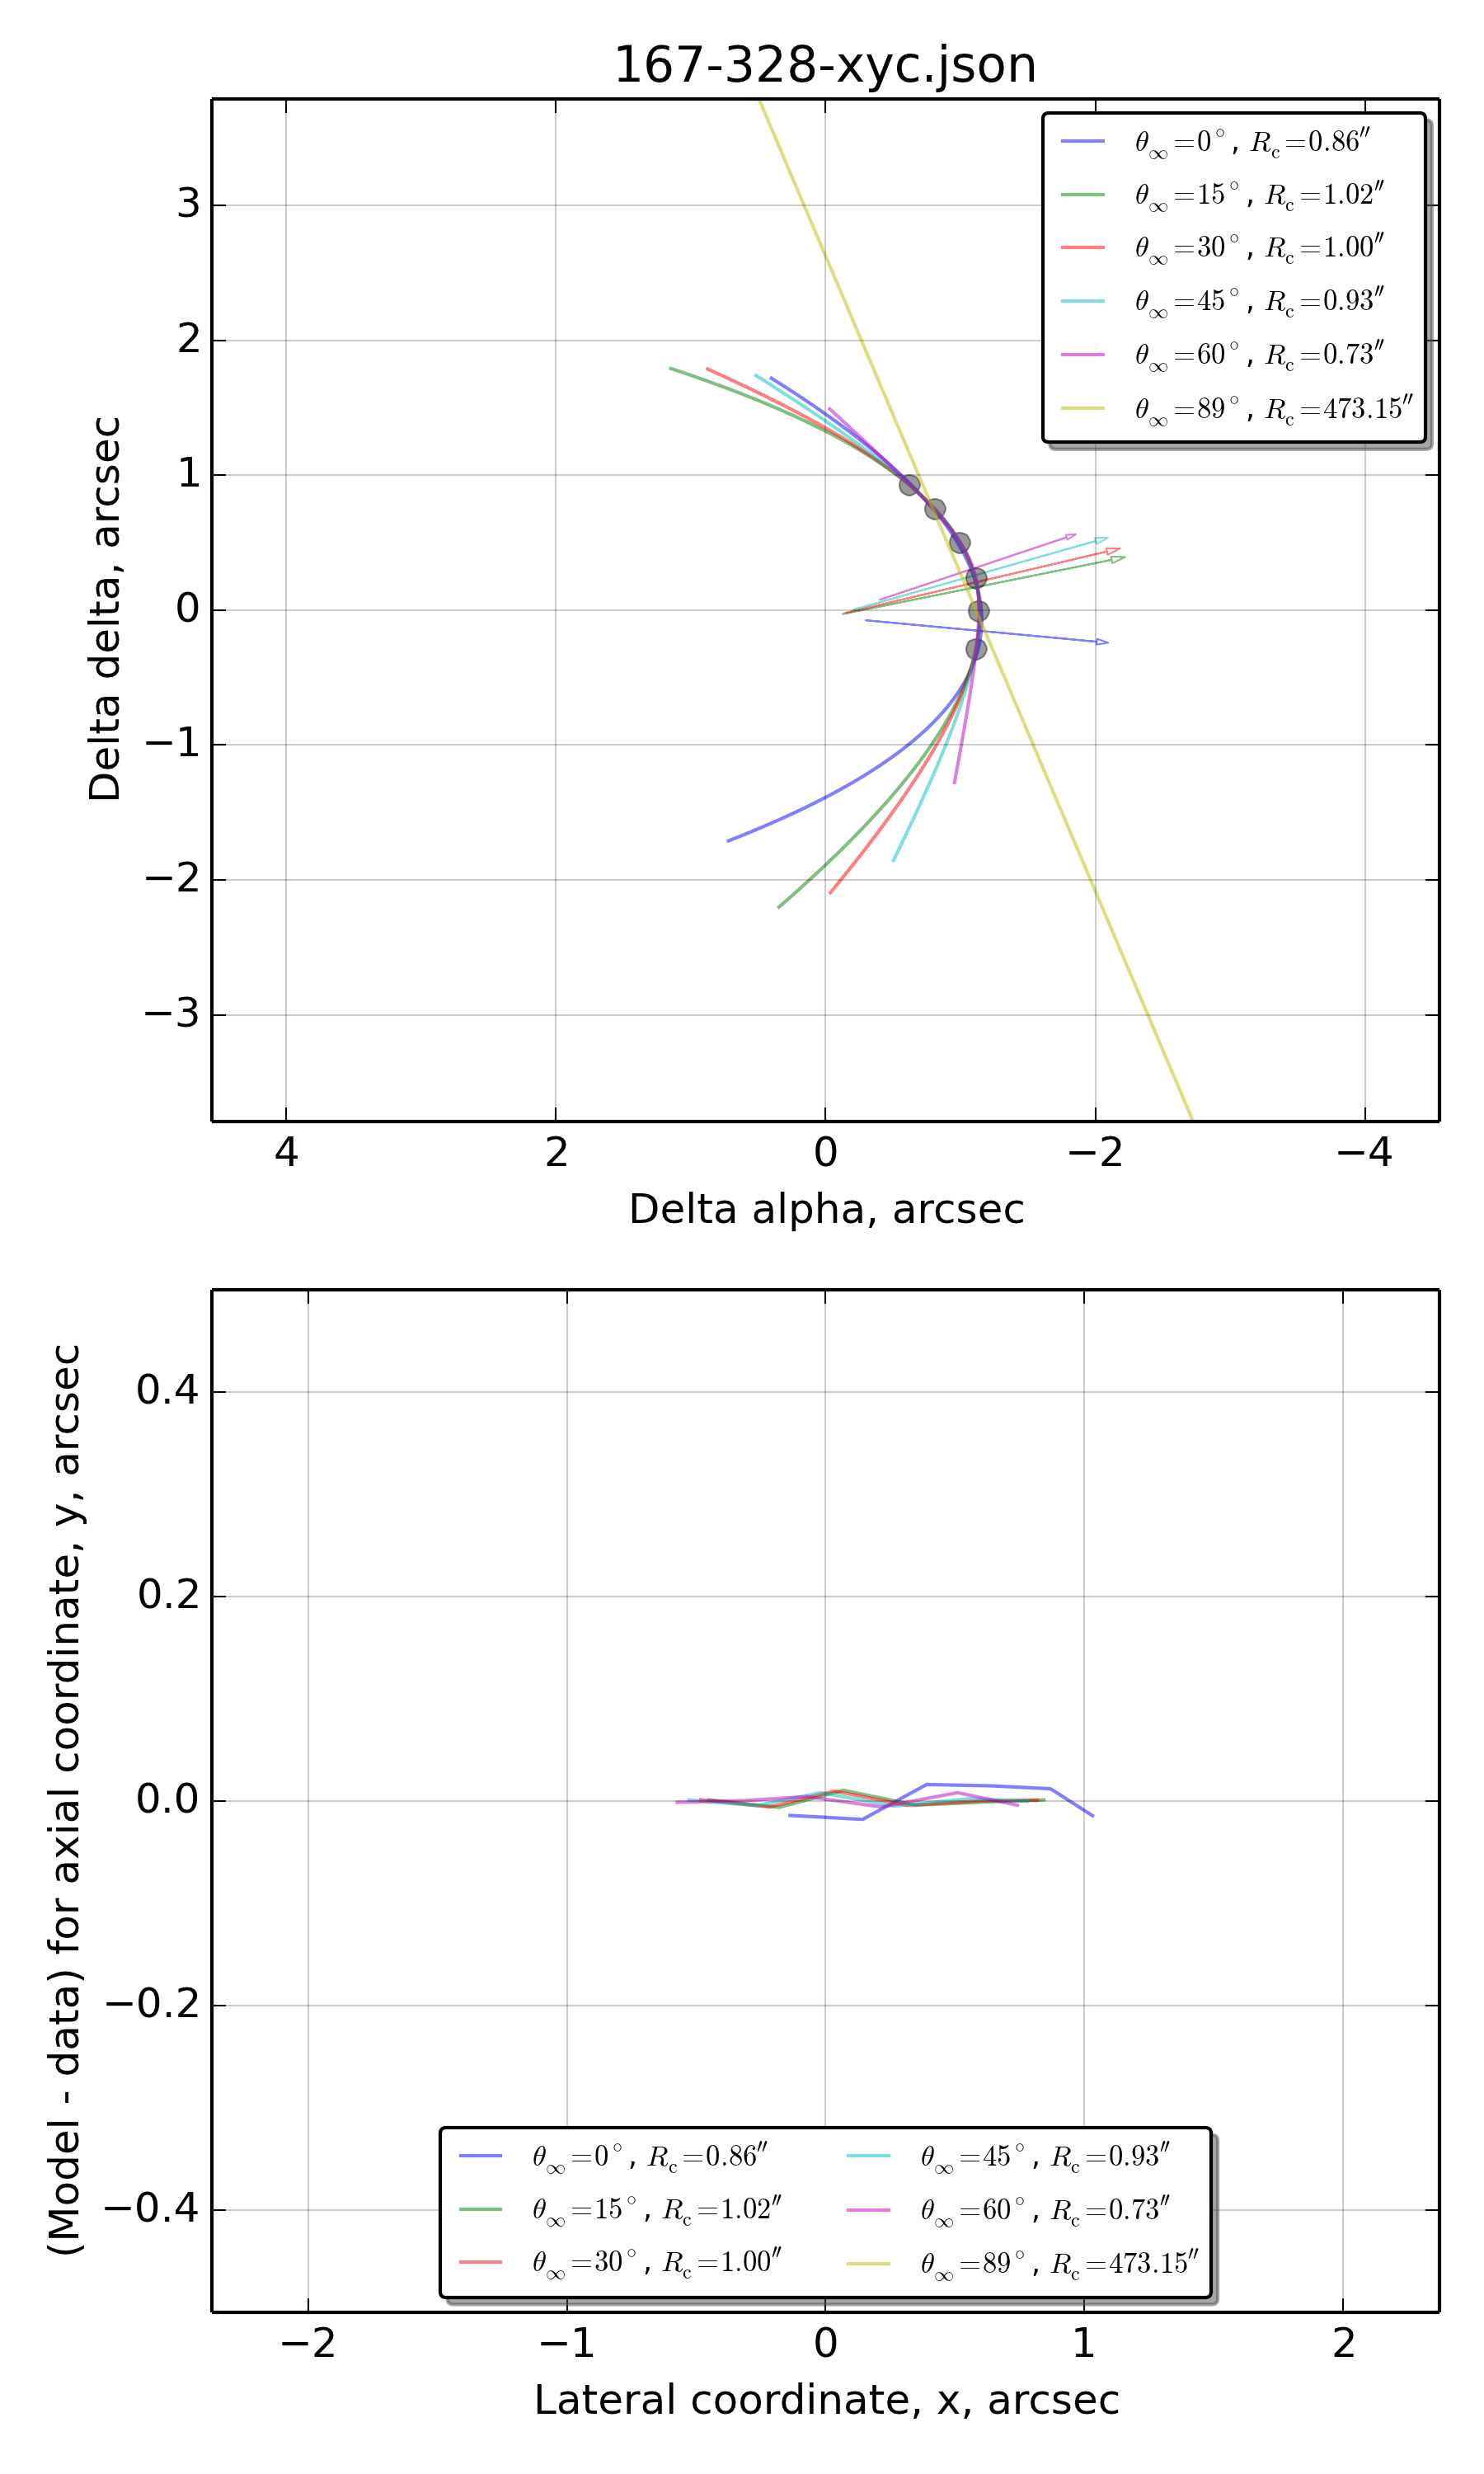 167-328-xyc.json
θ∞=0°, Rc=0.86″
θ∞=15°, Rc=1.02″
θ∞=30°, Rc=1.00″
θ∞=45°, Rc=0.93″
θ∞=60°, Rc=0.73″
θ∞=89°, Rc=473.15″
3
2
1
0
−1
−2
−3
Delta delta, arcsec
4 2 0 −2 −4
Delta alpha, arcsec
0.4
0.2
0.0
−0.2
−0.4
(Model - data) for axial coordinate, y, arcsec
θ∞=0°, Rc=0.86″ θ∞=45°, Rc=0.93″
θ∞=15°, Rc=1.02″ θ∞=60°, Rc=0.73″
θ∞=30°, Rc=1.00″ θ∞=89°, Rc=473.15″
−2 −1 0 1 2
Lateral coordinate, x, arcsec